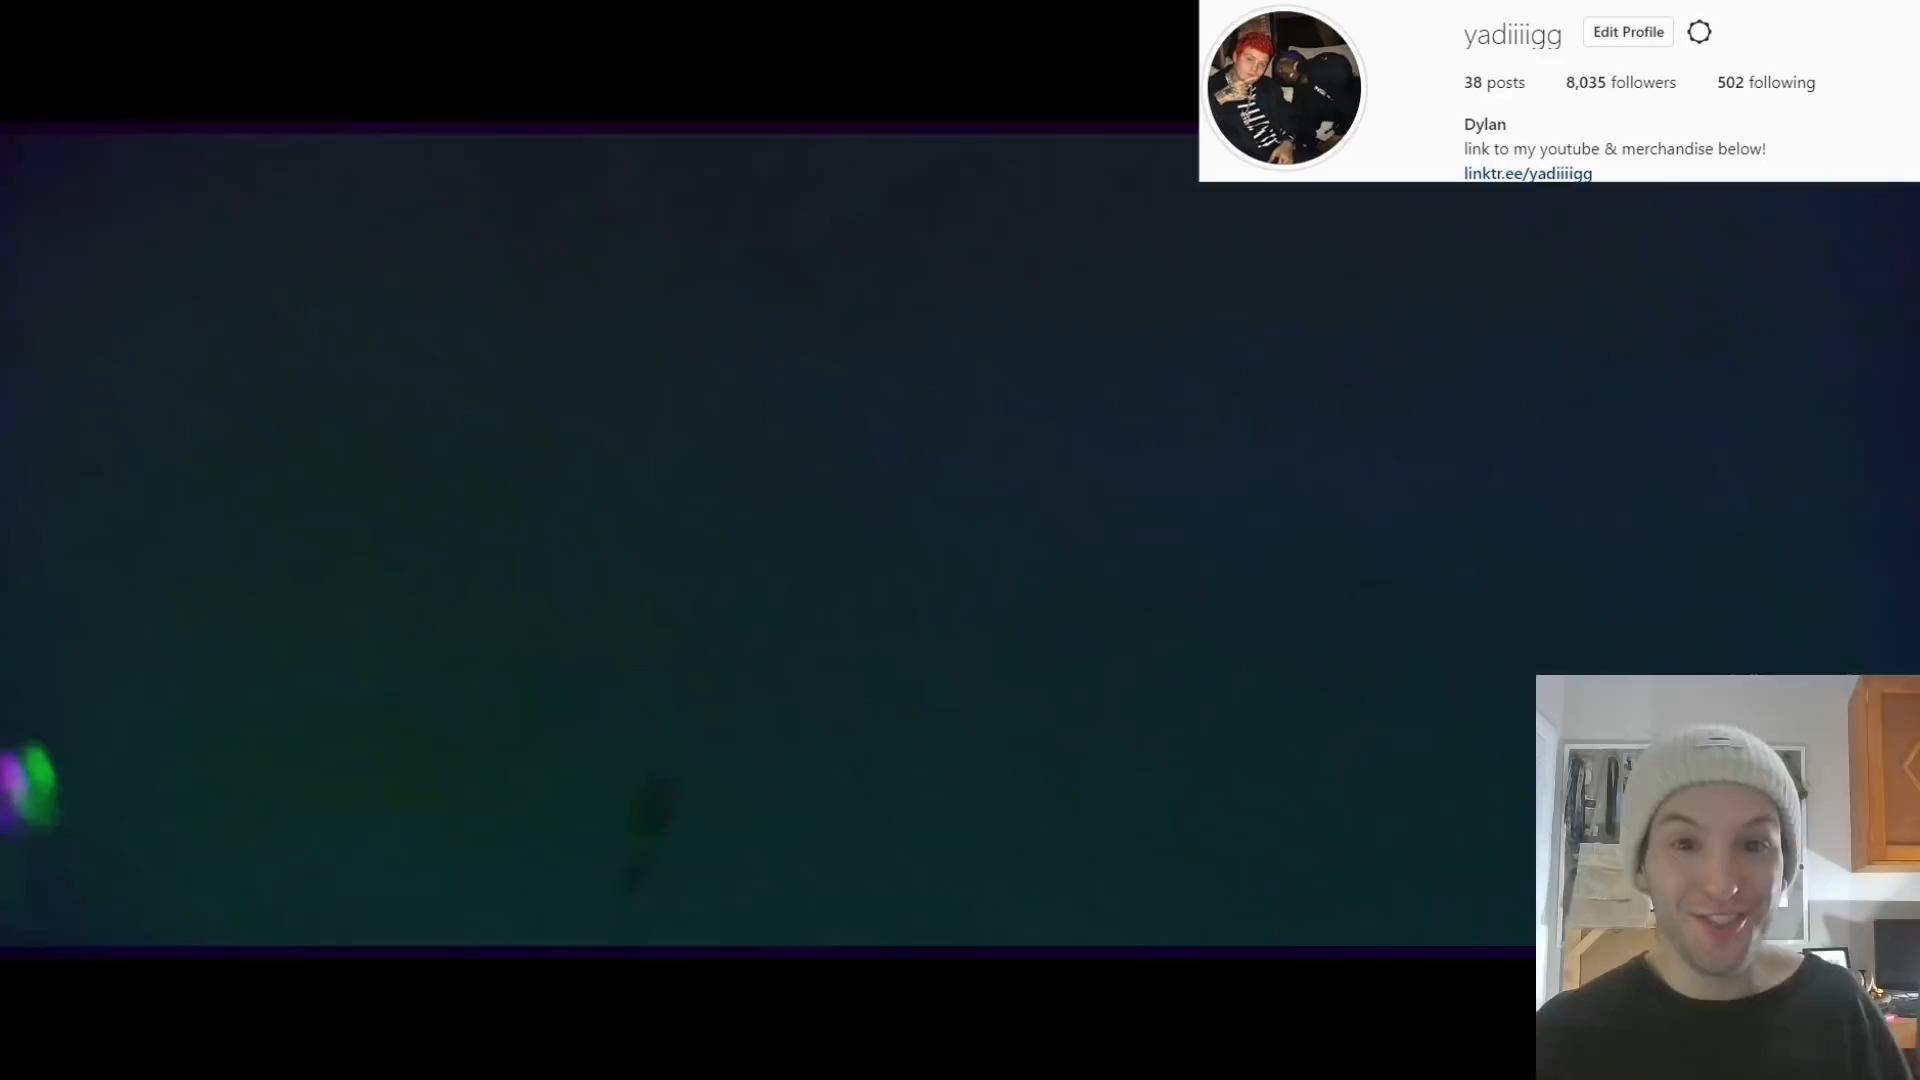 yadiiiigg Edit Profile
38 posts 8,035 followers 502 following
Dylan
link to my youtube & merchandise below!
linktr.ee/yadiiiigg